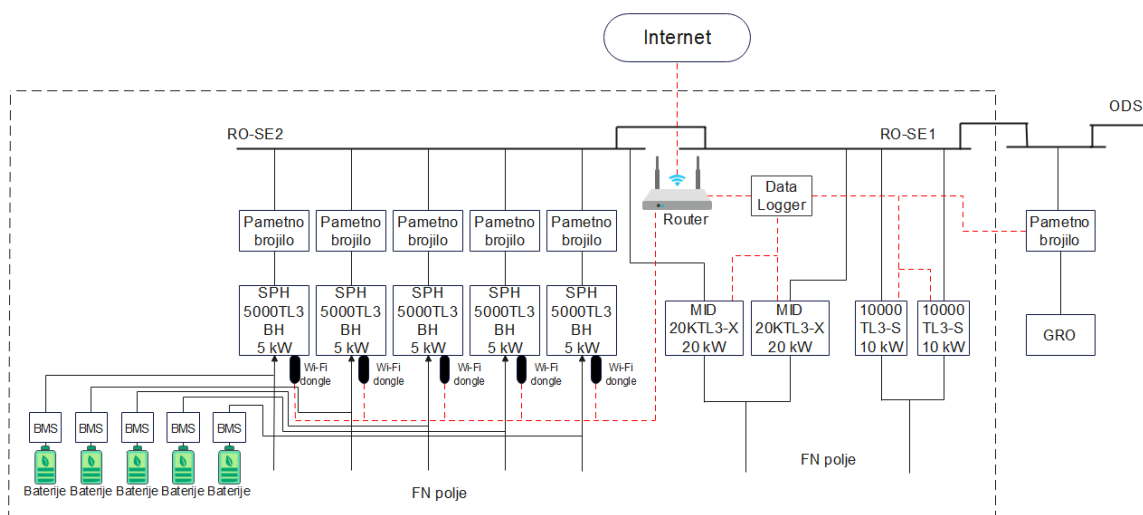 Internet
ODS
RO-SE2
RO-SE1
Router
Data
Logger
Pametno
brojilo
Pametno
brojilo
Pametno
brojilo
Pametno
brojilo
Pametno
brojilo
Pametno
brojilo
SPH
5000TL3
BH
5 kW
SPH
5000TL3
BH
5 kW
SPH
5000TL3
BH
5 kW
SPH
5000TL3
BH
5 kW
SPH
5000TL3
BH
5 kW
MID
20KTL3-X
20 kW
MID
20KTL3-X
20 kW
10000
TL3-S
10 kW
10000
TL3-S
10 kW
GRO
Wi-Fi
dongle
Wi-Fi
dongle
Wi-Fi
dongle
Wi-Fi
dongle
Wi-Fi
dongle
BMS
BMS
BMS
BMS
BMS
Baterije
Baterije
Baterije
Baterije
Baterije
FN polje
FN polje